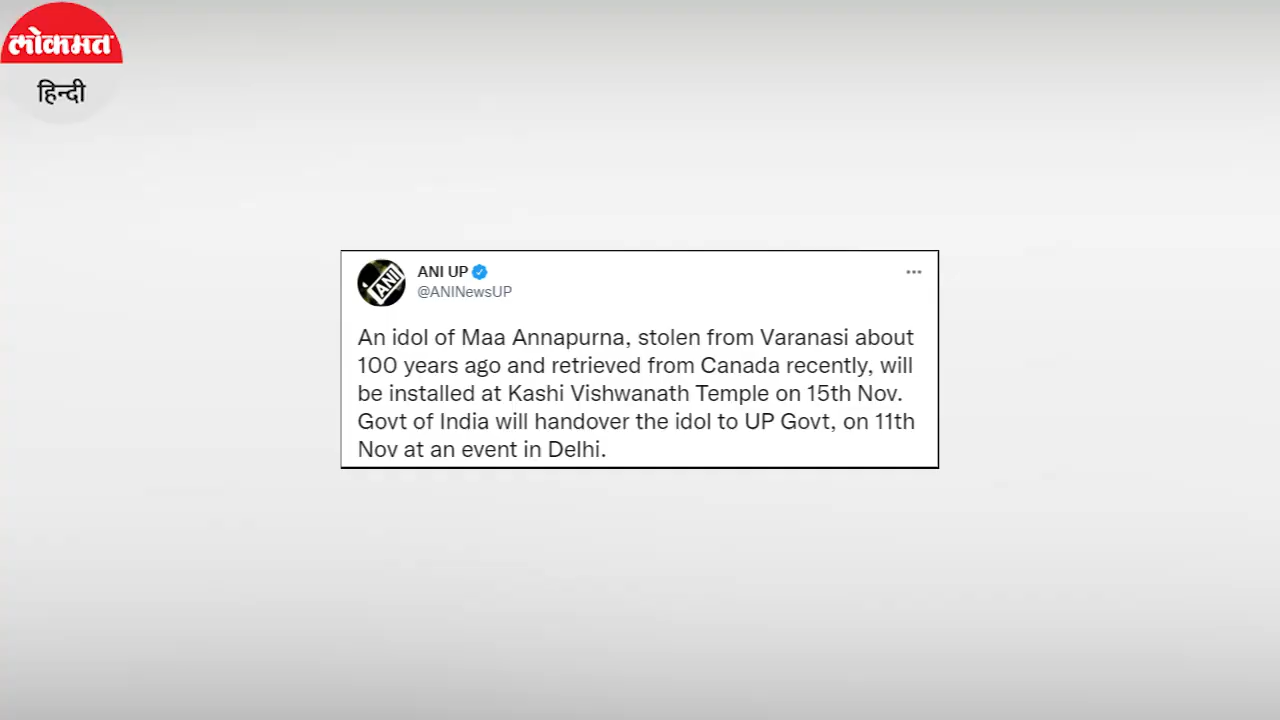 लोकमत
हिन्दी
ANI
ANI UP
@ANINewsUP
An idol of Maa Annapurna, stolen from Varanasi about
100 years ago and retrieved from Canada recently, will
be installed at Kashi Vishwanath Temple on 15th Nov.
Govt of India will handover the idol to UP Govt, on 11th
Nov at an event in Delhi.